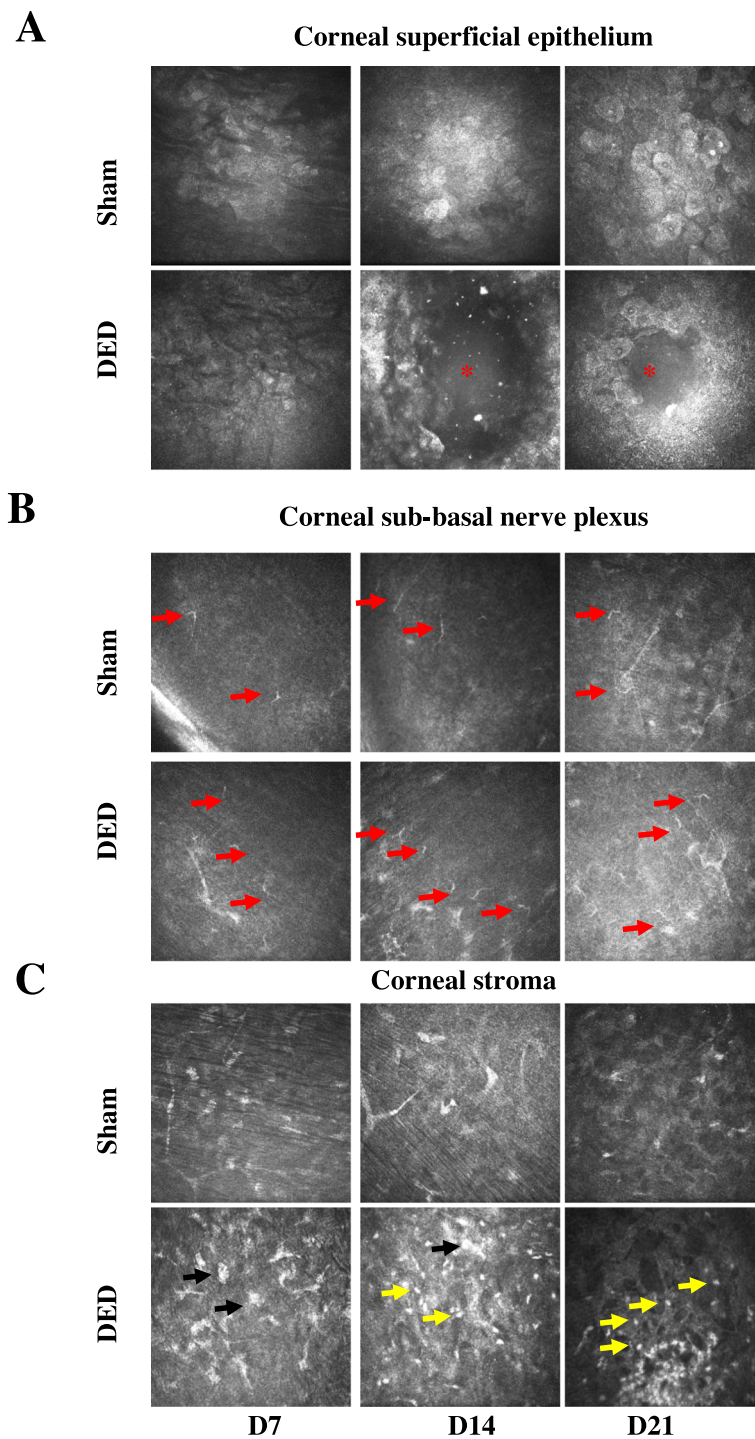 A
Corneal superficial epithelium
Sham
DED
*
*
B
Corneal sub-basal nerve plexus
Sham
DED
C
Corneal stroma
Sham
DED
D7
D14
D21